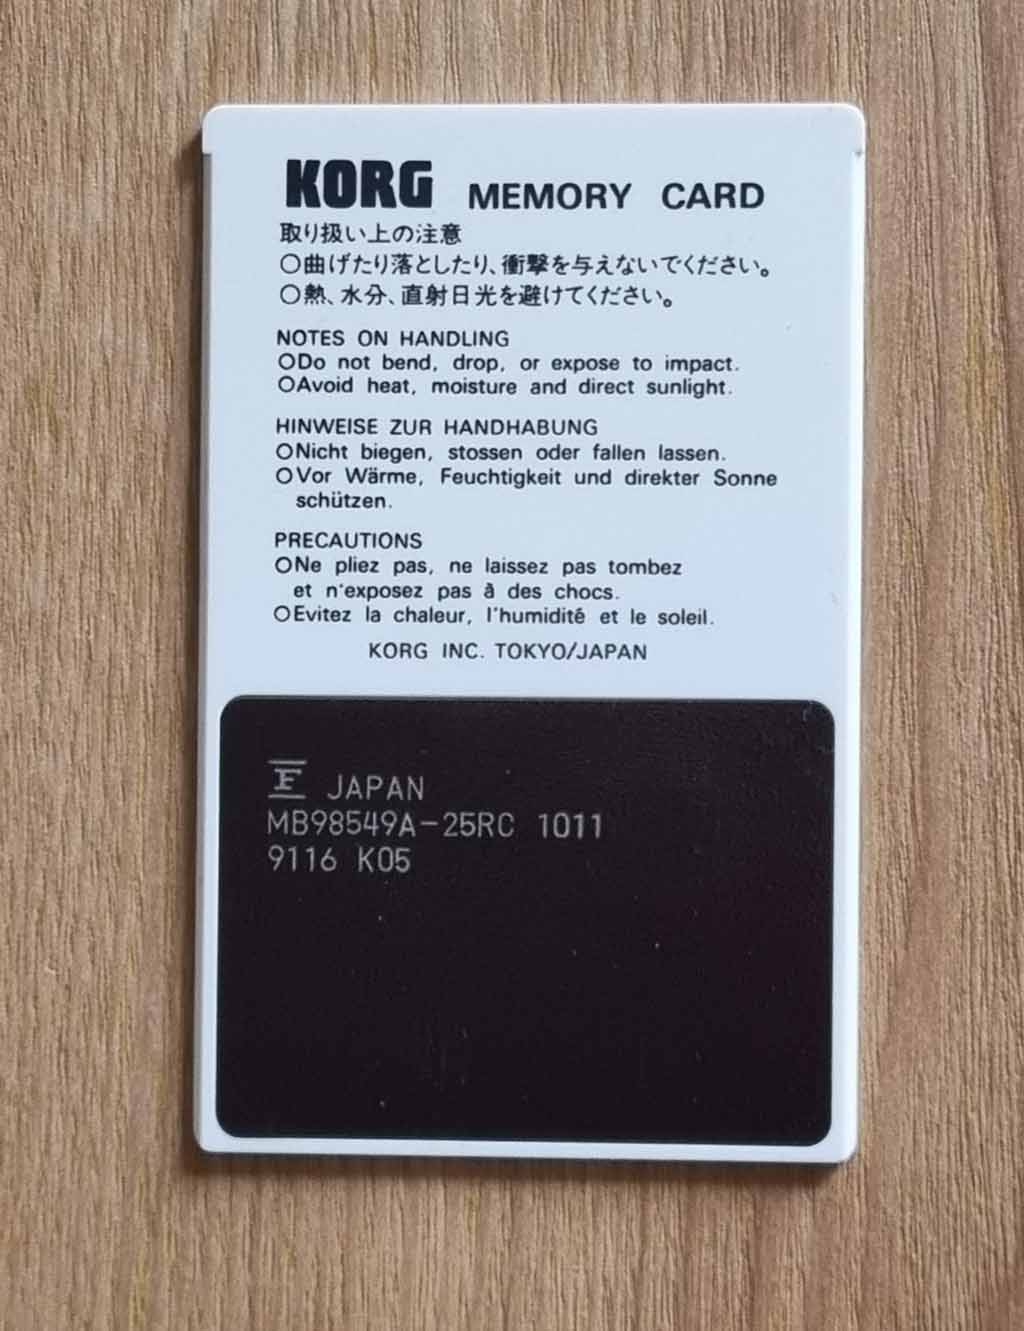 KORG MEMORY CARD
取り扱い上の注意
○曲げたり落としたり、衝撃を与えないでください。
○熱、水分、直射日光を避けてください。
NOTES ON HANDLING
○Do not bend, drop, or expose to impact.
○Avoid heat, moisture and direct sunlight.
HINWEISE ZUR HANDHABUNG
○Nicht biegen, stossen oder fallen lassen.
○Vor Wärme, Feuchtigkeit und direkter Sonne
schützen.
PRECAUTIONS
○Ne pliez pas, ne laissez pas tombez
et n'exposez pas à des chocs.
○Evitez la chaleur, l'humidité et le soleil.
KORG INC. TOKYO/JAPAN
F JAPAN
MB98549A-25RC 1011
9116 K05